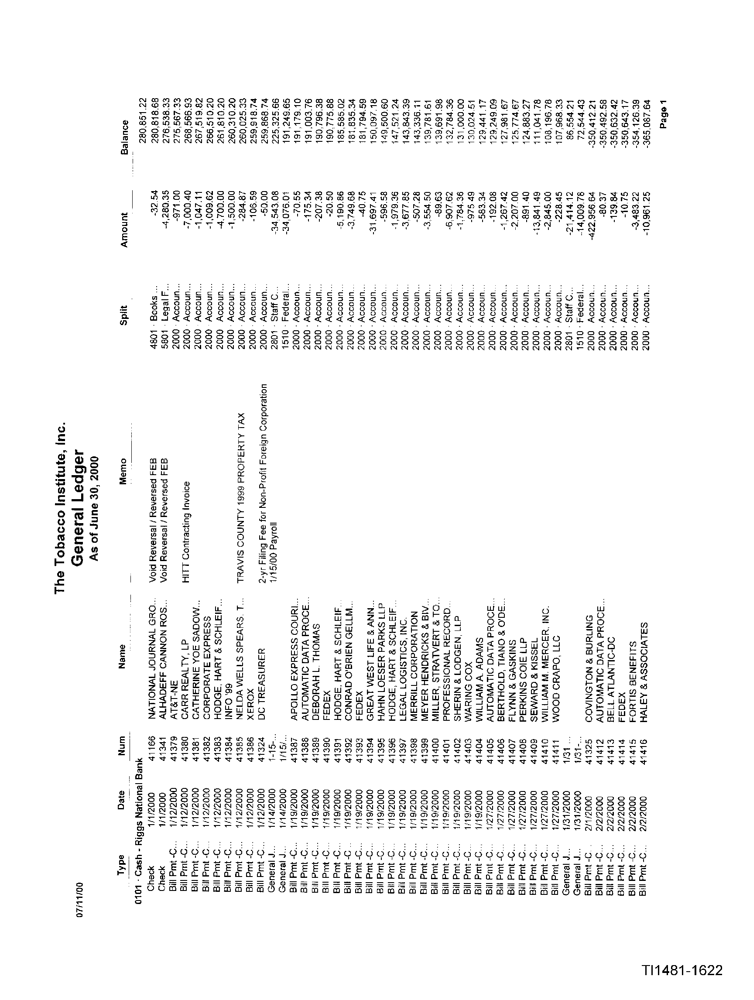 07/11/00
The Tobacco Institute, Inc.
General Ledger
As of June 30, 2000
Type Date Num Name Memo Split Amount Balance
0101 · Cash - Riggs National Bank 280,851.22
Check 1/1/2000 41166 NATIONAL JOURNAL GRO... Void Reversal / Reversed FEB 4801 · Books ... -32.54 280,818.68
Check 1/1/2000 41341 ALHADEFF CANNON ROS... Void Reversal / Reversed FEB 5801 · Legal F... -4,280.35 276,538.33
Bill Pmt -C... 1/12/2000 41379 AT&T-NE 2000 · Accoun... -971.00 275,567.33
Bill Pmt -C... 1/12/2000 41380 CARR REALTY, LP HITT Contracting Invoice 2000 · Accoun... -7,000.40 268,566.93
Bill Pmt -C... 1/12/2000 41381 CATHERINE YOE SADOW... 2000 · Accoun... -1,047.11 267,519.82
Bill Pmt -C... 1/12/2000 41382 CORPORATE EXPRESS 2000 · Accoun... -1,009.62 266,510.20
Bill Pmt -C... 1/12/2000 41383 HODGE, HART & SCHLEIF... 2000 · Accoun... -4,700.00 261,810.20
Bill Pmt -C... 1/12/2000 41384 INFO '99 2000 · Accoun... -1,500.00 260,310.20
Bill Pmt -C... 1/12/2000 41385 NELDA WELLS SPEARS, T... TRAVIS COUNTY 1999 PROPERTY TAX 2000 · Accoun... -284.87 260,025.33
Bill Pmt -C... 1/12/2000 41386 XEROX 2000 · Accoun... -106.59 259,918.74
Bill Pmt -C... 1/12/2000 41324 DC TREASURER 2-yr Filing Fee for Non-Profit Foreign Corporation 2000 · Accoun... -50.00 259,868.74
General J... 1/14/2000 1-15-... 1/15/00 Payroll 2801 · Staff C... -34,543.08 225,325.66
General J... 1/14/2000 1/15/... 1510 · Federal... -34,076.01 191,249.65
Bill Pmt -C... 1/19/2000 41387 APOLLO EXPRESS COURI... 2000 · Accoun... -70.55 191,179.10
Bill Pmt -C... 1/19/2000 41388 AUTOMATIC DATA PROCE... 2000 · Accoun... -175.34 191,003.76
Bill Pmt -C... 1/19/2000 41389 DEBORAH L. THOMAS 2000 · Accoun... -207.38 190,796.38
Bill Pmt -C... 1/19/2000 41390 FEDEX 2000 · Accoun... -20.50 190,775.88
Bill Pmt -C... 1/19/2000 41391 HODGE, HART & SCHLEIF... 2000 · Accoun... -5,190.86 185,585.02
Bill Pmt -C... 1/19/2000 41392 CONRAD O'BRIEN GELLM... 2000 · Accoun... -3,749.68 181,835.34
Bill Pmt -C... 1/19/2000 41393 FEDEX 2000 · Accoun... -40.75 181,794.59
Bill Pmt -C... 1/19/2000 41394 GREAT WEST LIFE & ANN... 2000 · Accoun... -31,697.41 150,097.18
Bill Pmt -C... 1/19/2000 41395 HAHN LOESER PARKS LLP 2000 · Accoun... -596.58 149,500.60
Bill Pmt -C... 1/19/2000 41396 HODGE, HART & SCHLEIF... 2000 · Accoun... -1,979.36 147,521.24
Bill Pmt -C... 1/19/2000 41397 LEGAL LOGISTICS, INC. 2000 · Accoun... -3,677.85 143,843.39
Bill Pmt -C... 1/19/2000 41398 MERRILL CORPORATION 2000 · Accoun... -507.28 143,336.11
Bill Pmt -C... 1/19/2000 41399 MEYER HENDRICKS & BIV... 2000 · Accoun... -3,554.50 139,781.61
Bill Pmt -C... 1/19/2000 41400 MILLER, STRATVERT & TO... 2000 · Accoun... -89.63 139,691.98
Bill Pmt -C... 1/19/2000 41401 PROFESSIONAL RECORD... 2000 · Accoun... -6,907.62 132,784.36
Bill Pmt -C... 1/19/2000 41402 SHERIN & LODGEN, LLP 2000 · Accoun... -1,784.36 131,000.00
Bill Pmt -C... 1/19/2000 41403 WARING COX 2000 · Accoun... -975.49 130,024.51
Bill Pmt -C... 1/19/2000 41404 WILLIAM A. ADAMS 2000 · Accoun... -583.34 129,441.17
Bill Pmt -C... 1/27/2000 41405 AUTOMATIC DATA PROCE... 2000 · Accoun... -192.08 129,249.09
Bill Pmt -C... 1/27/2000 41406 BERTHOLD, TIANO & O'DE... 2000 · Accoun... -1,267.42 127,981.67
Bill Pmt -C... 1/27/2000 41407 FLYNN & GASKINS 2000 · Accoun... -2,207.00 125,774.67
Bill Pmt -C... 1/27/2000 41408 PERKINS COIE LLP 2000 · Accoun... -891.40 124,883.27
Bill Pmt -C... 1/27/2000 41409 SEWARD & KISSEL 2000 · Accoun... -13,841.49 111,041.78
Bill Pmt -C... 1/27/2000 41410 WILLIAM M. MERCER, INC. 2000 · Accoun... -2,845.00 108,196.78
Bill Pmt -C... 1/27/2000 41411 WOOD CRAPO, LLC 2000 · Accoun... -228.45 107,968.33
General J... 1/31/2000 1/31... 2801 · Staff C... -21,414.12 86,554.21
General J... 1/31/2000 1/31-... 1510 · Federal... -14,009.78 72,544.43
Bill Pmt -C... 2/1/2000 41325 COVINGTON & BURLING 2000 · Accoun... -422,956.64 -350,412.21
Bill Pmt -C... 2/2/2000 41412 AUTOMATIC DATA PROCE... 2000 · Accoun... -80.37 -350,492.58
Bill Pmt -C... 2/2/2000 41413 BELL ATLANTIC-DC 2000 · Accoun... -139.84 -350,632.42
Bill Pmt -C... 2/2/2000 41414 FEDEX 2000 · Accoun... -10.75 -350,643.17
Bill Pmt -C... 2/2/2000 41415 FORTIS BENEFITS 2000 · Accoun... -3,483.22 -354,126.39
Bill Pmt -C... 2/2/2000 41416 HALEY & ASSOCIATES 2000 · Accoun... -10,961.25 -365,087.64
Page 1
TI1481-1622